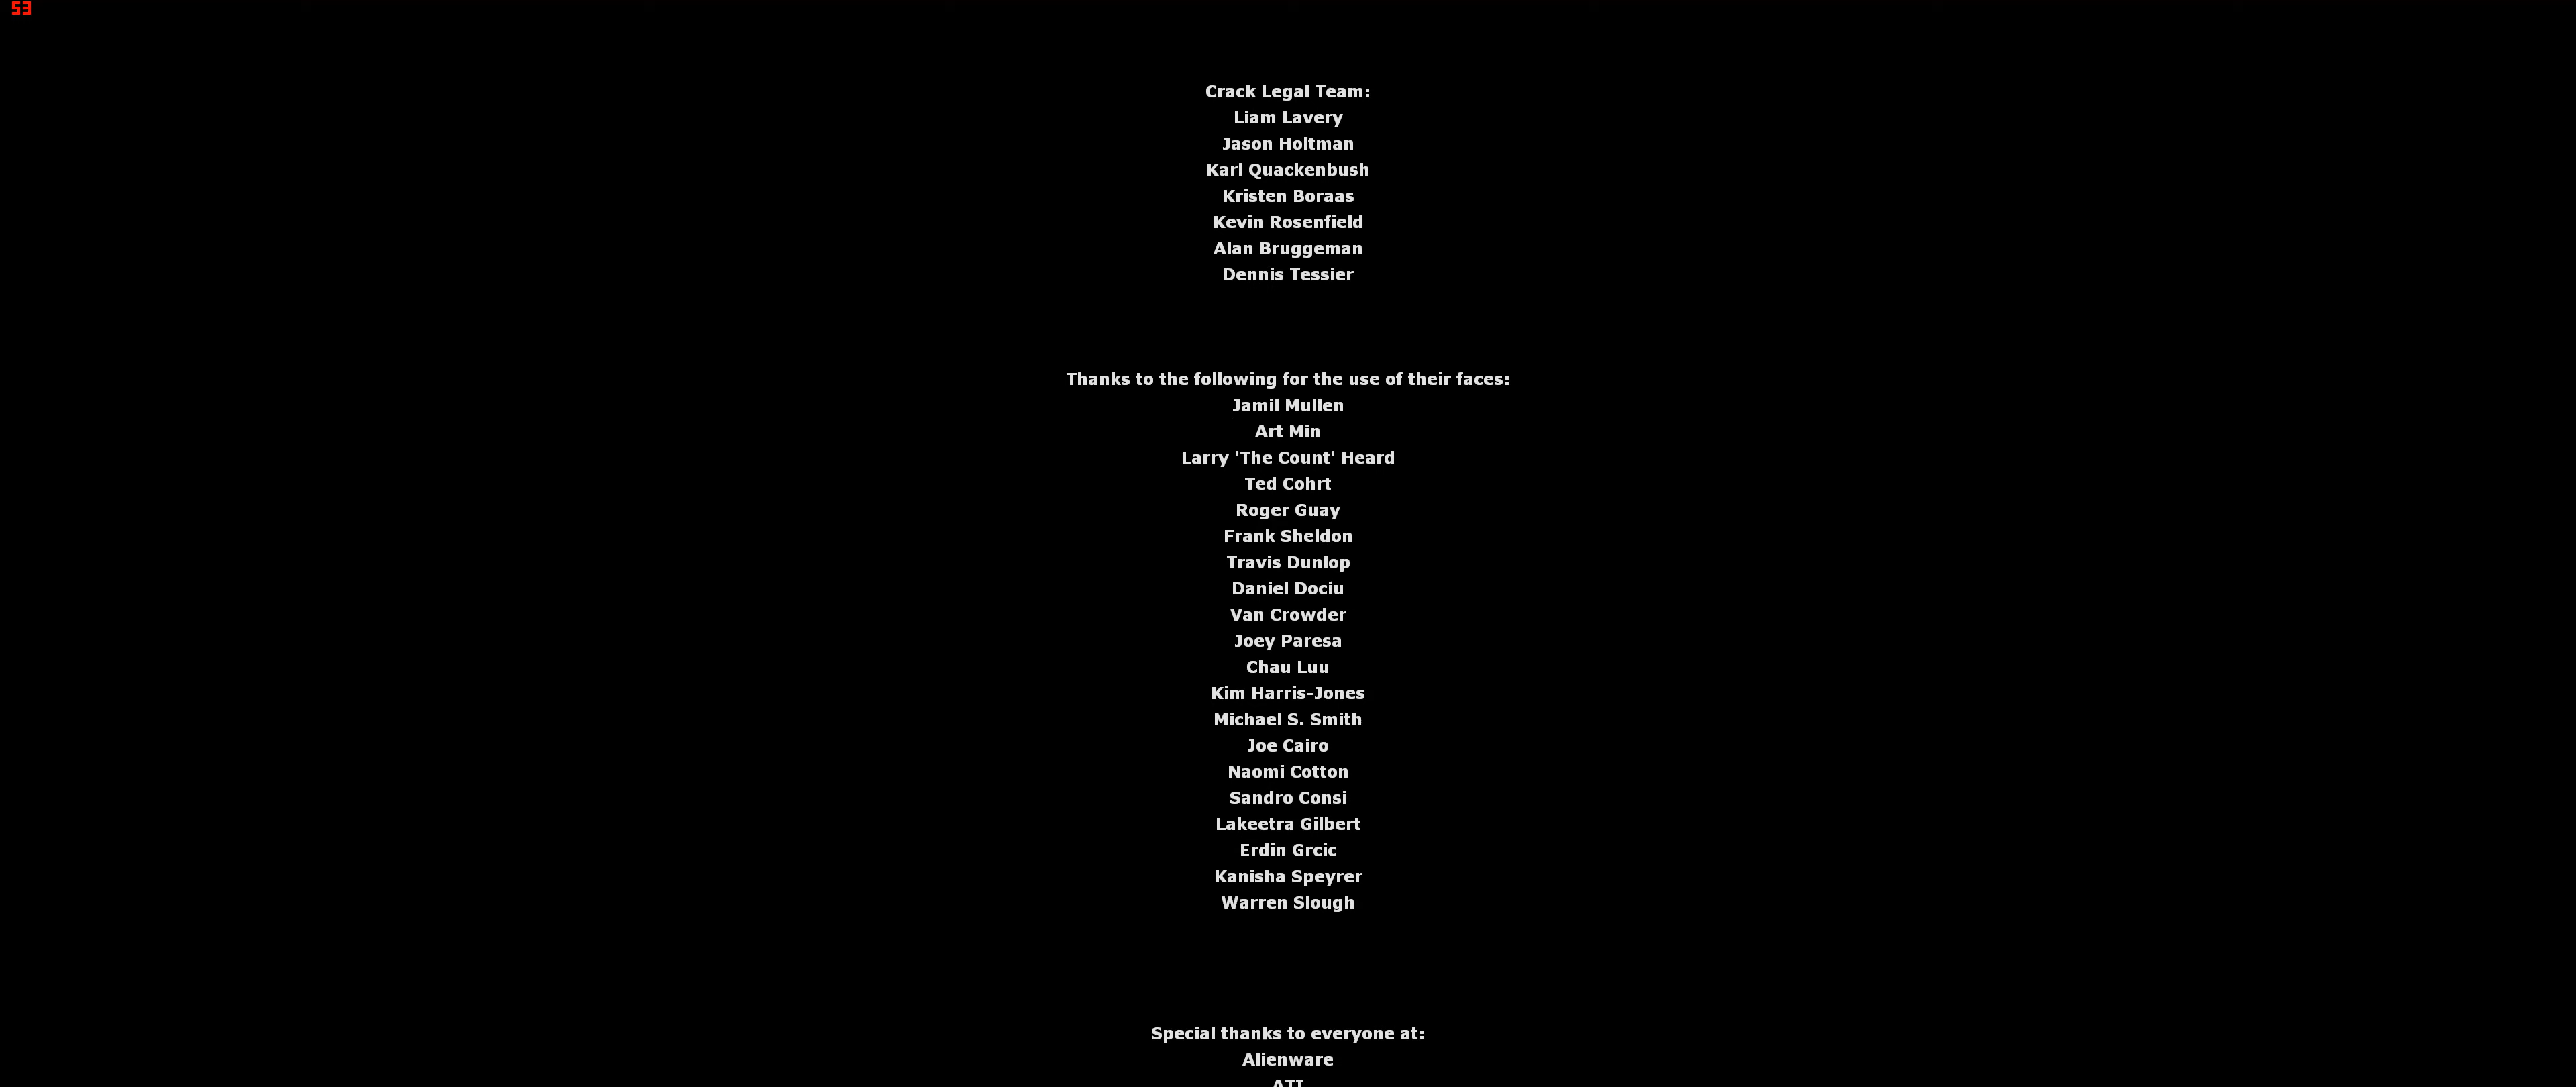 53
Crack Legal Team:
Liam Lavery
Jason Holtman
Karl Quackenbush
Kristen Boraas
Kevin Rosenfield
Alan Bruggeman
Dennis Tessier
Thanks to the following for the use of their faces:
Jamil Mullen
Art Min
Larry 'The Count' Heard
Ted Cohrt
Roger Guay
Frank Sheldon
Travis Dunlop
Daniel Dociu
Van Crowder
Joey Paresa
Chau Luu
Kim Harris-Jones
Michael S. Smith
Joe Cairo
Naomi Cotton
Sandro Consi
Lakeetra Gilbert
Erdin Grcic
Kanisha Speyrer
Warren Slough
Special thanks to everyone at:
Alienware
ATI